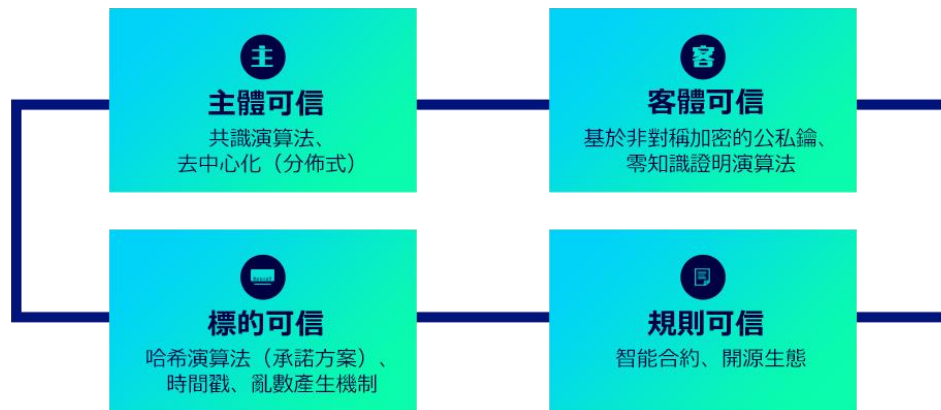 主
主體可信
共識演算法、
去中心化（分佈式）
客
客體可信
基於非對稱加密的公私鑰、
零知識證明演算法
標的可信
哈希演算法（承諾方案）、
時間戳、亂數產生機制
規則可信
智能合約、開源生態